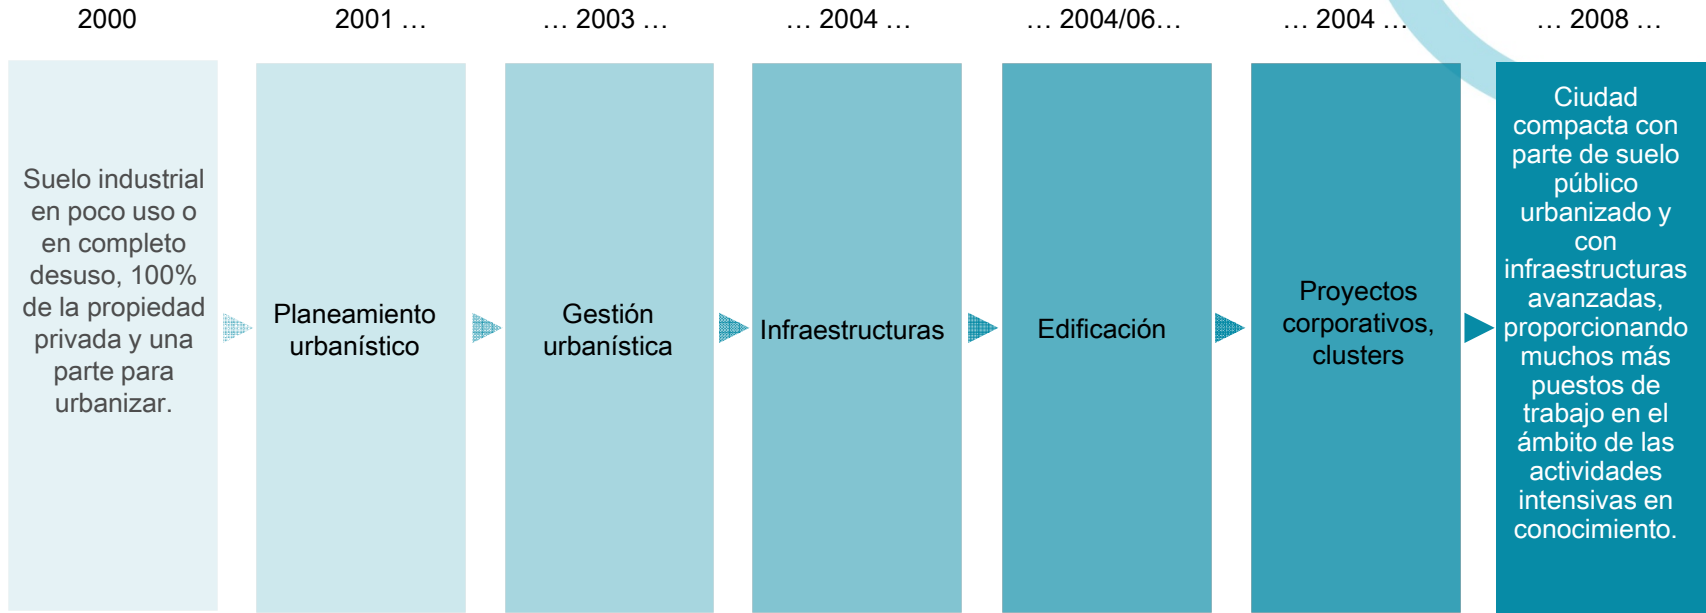 2000
2001 …
… 2003 …
… 2004 …
… 2004/06…
… 2004 …
… 2008 …
Suelo industrial
en poco uso o
en completo
desuso, 100%
de la propiedad
privada y una
parte para
urbanizar.
Planeamiento
urbanístico
Gestión
urbanística
Infraestructuras
Edificación
Proyectos
corporativos,
clusters
Ciudad
compacta con
parte de suelo
público
urbanizado y
con
infraestructuras
avanzadas,
proporcionando
muchos más
puestos de
trabajo en el
ámbito de las
actividades
intensivas en
conocimiento.